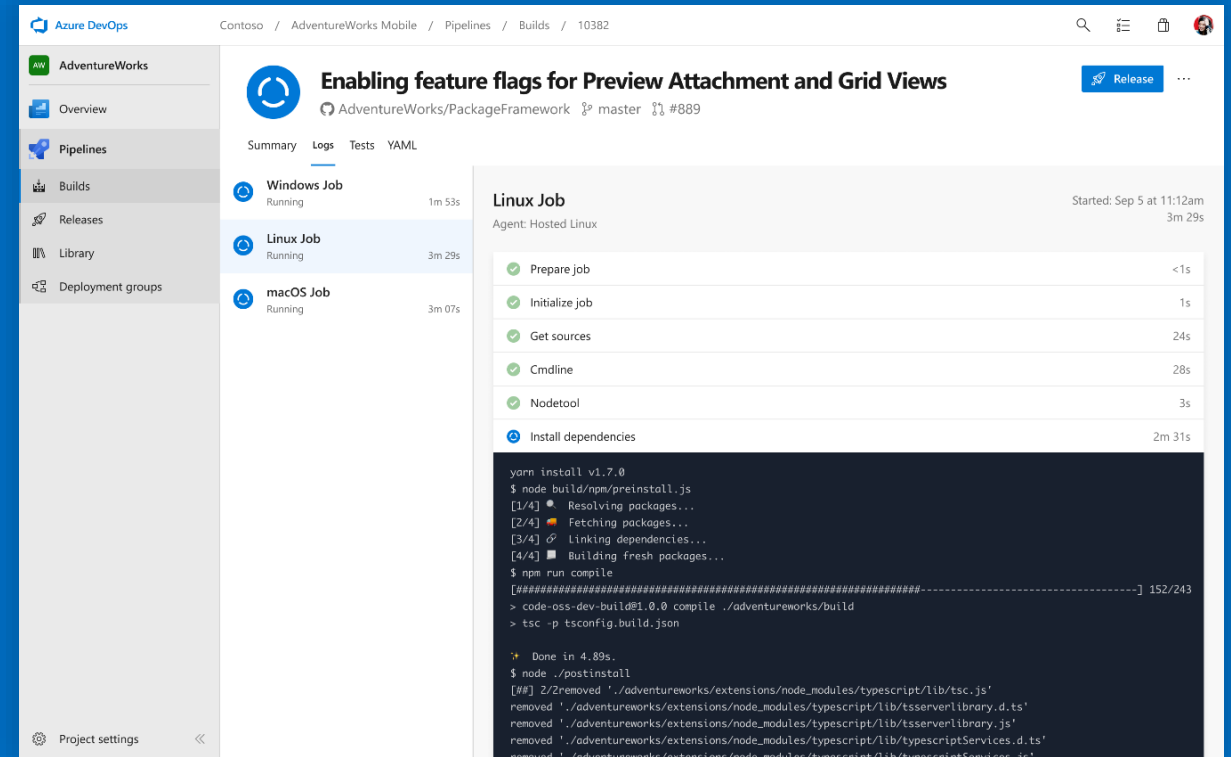 Azure DevOps
Contoso / AdventureWorks Mobile / Pipelines / Builds / 10382
AW AdventureWorks
Overview
Pipelines
Builds
Releases
Library
Deployment groups
Project settings
Enabling feature flags for Preview Attachment and Grid Views
Release
AdventureWorks/PackageFramework master #889
Summary Logs Tests YAML
Windows Job
Running 1m 53s
Linux Job
Running 3m 29s
macOS Job
Running 3m 07s
Linux Job
Started: Sep 5 at 11:12am
Agent: Hosted Linux
3m 29s
Prepare job <1s
Initialize job 1s
Get sources 24s
Cmdline 28s
Nodetool 3s
Install dependencies 2m 31s
yarn install v1.7.0
$ node build/npm/preinstall.js
[1/4] 🔍 Resolving packages...
[2/4] 🚚 Fetching packages...
[3/4] 🔗 Linking dependencies...
[4/4] 📃 Building fresh packages...
$ npm run compile
[###################################################################------------------------------------] 152/243
> code-oss-dev-build@1.0.0 compile ./adventureworks/build
> tsc -p tsconfig.build.json
✨ Done in 4.89s.
$ node ./postinstall
[##] 2/2removed './adventureworks/extensions/node_modules/typescript/lib/tsc.js'
removed './adventureworks/extensions/node_modules/typescript/lib/tsserverlibrary.d.ts'
removed './adventureworks/extensions/node_modules/typescript/lib/tsserverlibrary.js'
removed './adventureworks/extensions/node_modules/typescript/lib/typescriptServices.d.ts'
removed './adventureworks/extensions/node_modules/typescript/lib/typescriptServices.js'